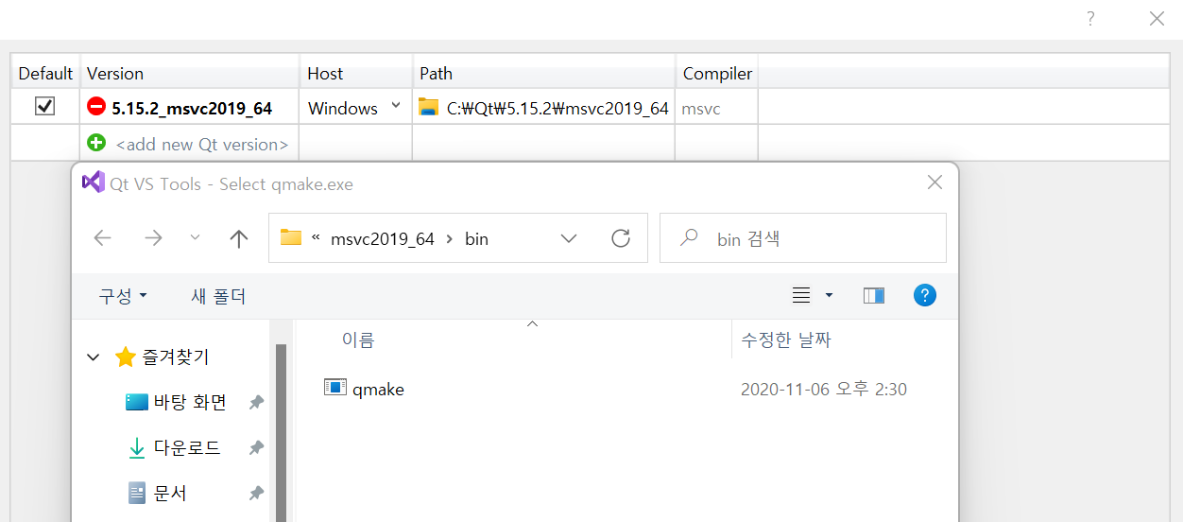 ?
Default Version Host Path Compiler
5.15.2_msvc2019_64 Windows C:₩Qt₩5.15.2₩msvc2019_64 msvc
<add new Qt version>
Qt VS Tools - Select qmake.exe
« msvc2019_64 › bin bin 검색
구성 새 폴더 ?
이름 수정한 날짜
즐겨찾기
qmake 2020-11-06 오후 2:30
바탕 화면
다운로드
문서